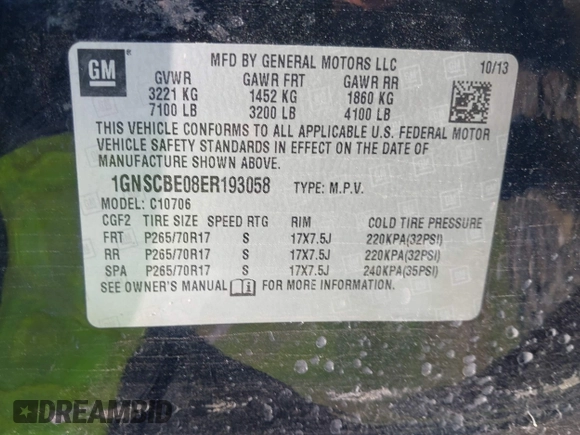 GM
MFD BY GENERAL MOTORS LLC
10/13
GVWR GAWR FRT GAWR RR
3221 KG 1452 KG 1860 KG
7100 LB 3200 LB 4100 LB
THIS VEHICLE CONFORMS TO ALL APPLICABLE U.S. FEDERAL MOTOR
VEHICLE SAFETY STANDARDS IN EFFECT ON THE DATE OF
MANUFACTURE SHOWN ABOVE.
1GNSCBE08ER193058 TYPE: M.P.V.
MODEL: C10706
CGF2 TIRE SIZE SPEED RTG RIM COLD TIRE PRESSURE
FRT P265/70R17 S 17X7.5J 220KPA(32PSI)
RR P265/70R17 S 17X7.5J 220KPA(32PSI)
SPA P265/70R17 S 17X7.5J 240KPA(35PSI)
SEE OWNER'S MANUAL FOR MORE INFORMATION.
DREAMBID